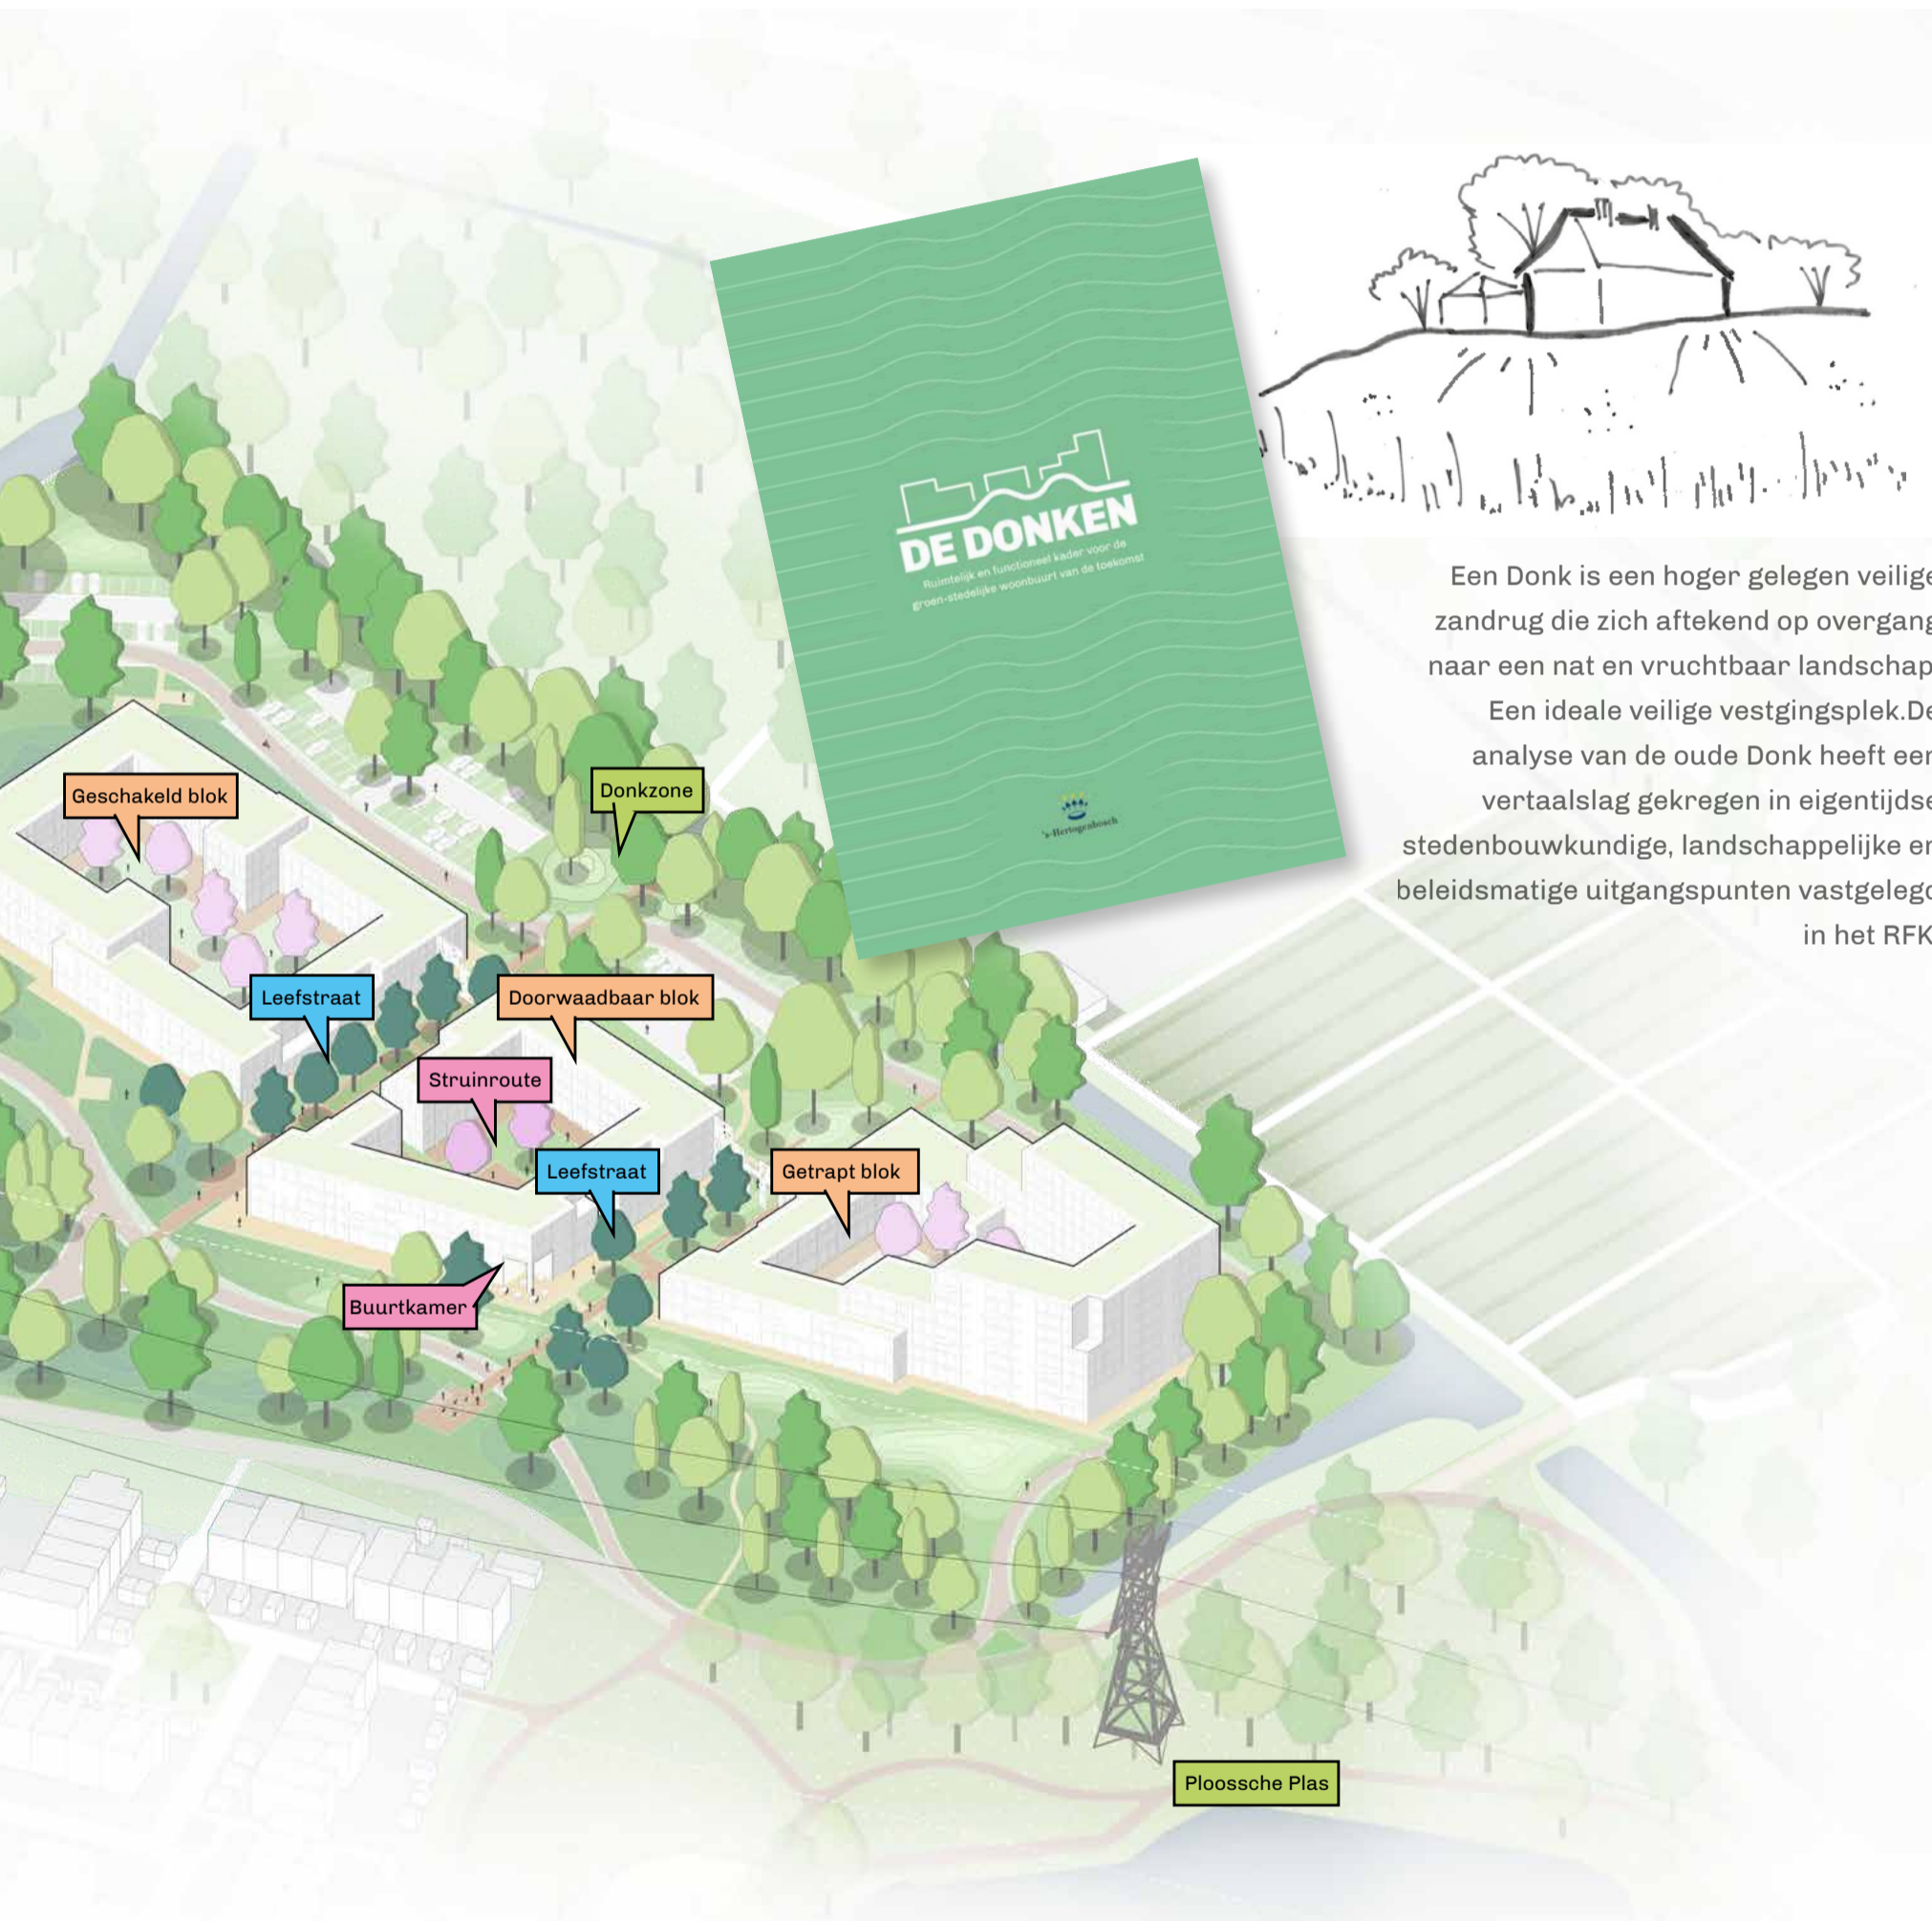 DE DONKEN
Ruimtelijk en functioneel kader voor de
groen-stedelijke woonbuurt van de toekomst
's-Hertogenbosch
Een Donk is een hoger gelegen veilige
zandrug die zich aftekend op overgang
naar een nat en vruchtbaar landschap
Een ideale veilige vestgingsplek.De
analyse van de oude Donk heeft een
vertaalslag gekregen in eigentijdse
stedenbouwkundige, landschappelijke en
beleidsmatige uitgangspunten vastgelegd
in het RFK
Geschakeld blok
Donkzone
Leefstraat
Doorwaadbaar blok
Struinroute
Leefstraat
Getrapt blok
Buurtkamer
Ploossche Plas